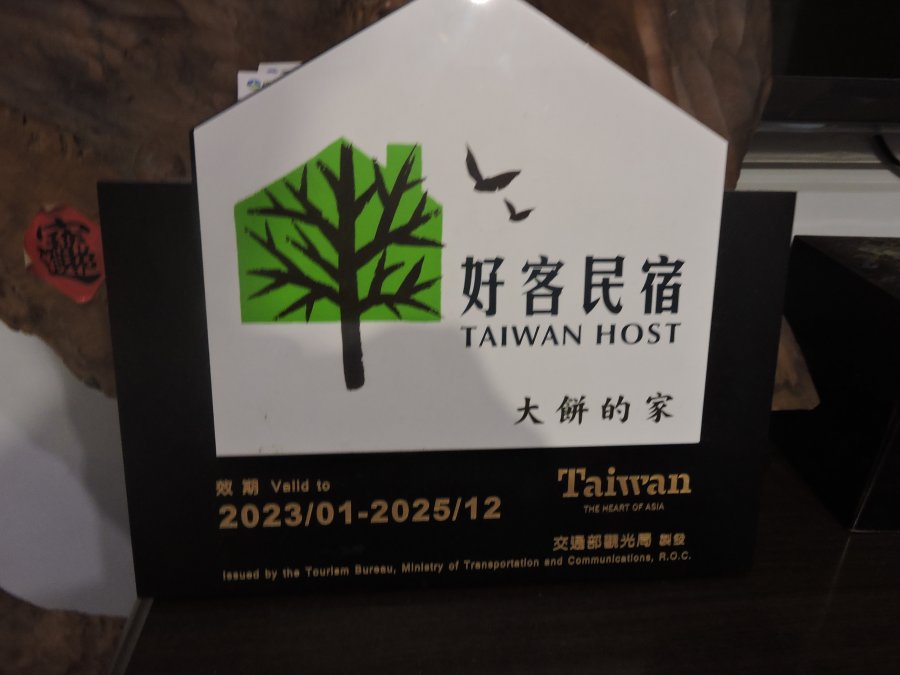 好客民宿
TAIWAN HOST
大餅的家
效期 Valid to
2023/01-2025/12
Taiwan
THE HEART OF ASIA
交通部觀光局 製發
Issued by the Tourism Bureau, Ministry of Transportation and Communications, R.O.C.